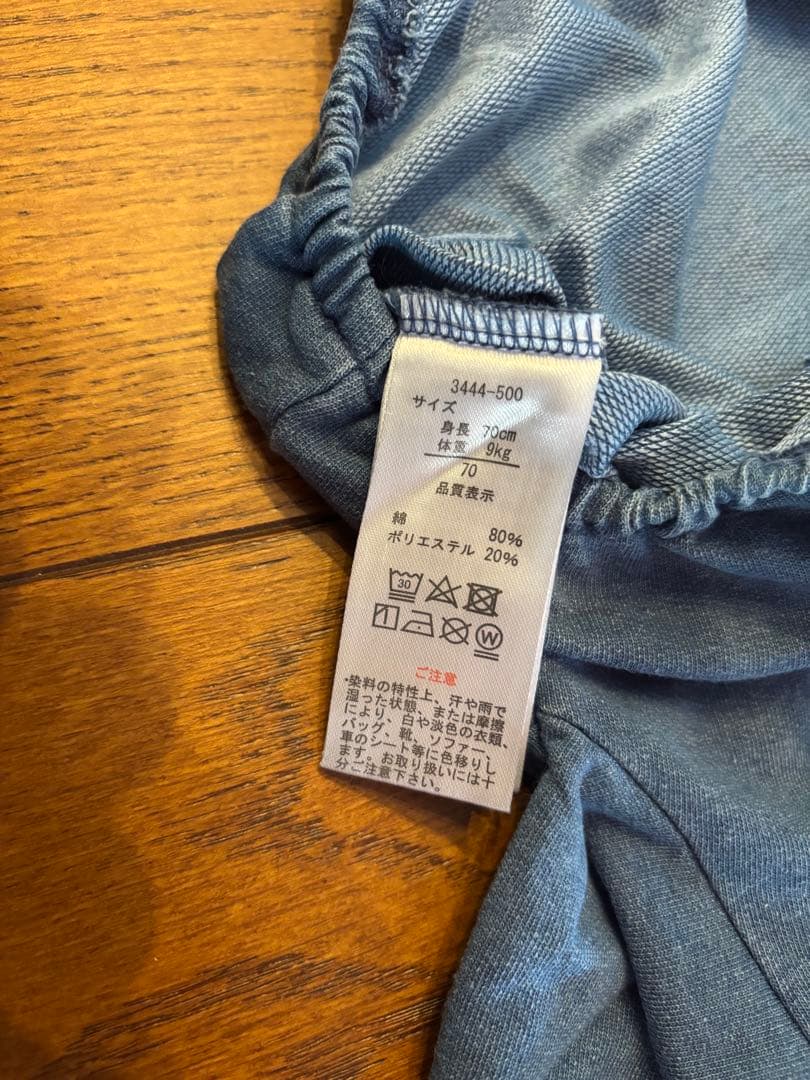 3444-500
サイズ
身長 70cm
体重 9kg
70
品質表示
綿 80%
ポリエステル 20%
30
W
ご注意
・染料の特性上、汗や雨で
湿った状態、または摩擦
により、白や淡色の衣類、
バッグ、靴、ソファー、
車のシート等に色移りし
ます。お取り扱いには十
分ご注意下さい。